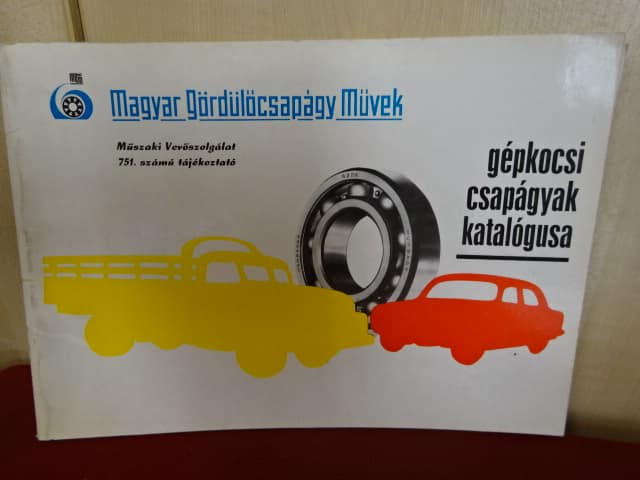 Magyar Gördülőcsapágy Művek
Műszaki Vevőszolgálat
751. számú tájékoztató
gépkocsi
csapágyak
katalógusa